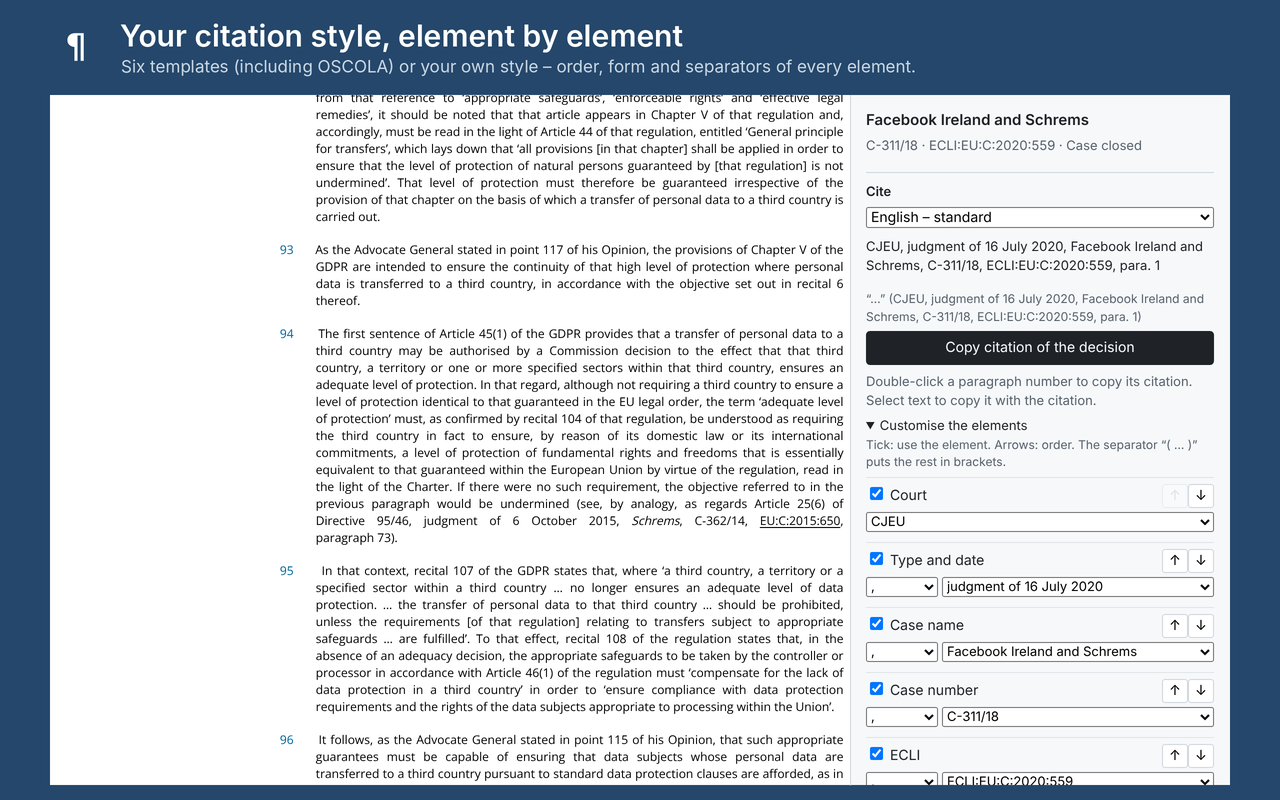 ¶
Your citation style, element by element
Six templates (including OSCOLA) or your own style – order, form and separators of every element.
from that reference to ‘appropriate safeguards’, ‘enforceable rights’ and ‘effective legal
remedies’, it should be noted that that article appears in Chapter V of that regulation and,
accordingly, must be read in the light of Article 44 of that regulation, entitled ‘General principle
for transfers’, which lays down that ‘all provisions [in that chapter] shall be applied in order to
ensure that the level of protection of natural persons guaranteed by [that regulation] is not
undermined’. That level of protection must therefore be guaranteed irrespective of the
provision of that chapter on the basis of which a transfer of personal data to a third country is
carried out.
93 As the Advocate General stated in point 117 of his Opinion, the provisions of Chapter V of the
GDPR are intended to ensure the continuity of that high level of protection where personal
data is transferred to a third country, in accordance with the objective set out in recital 6
thereof.
94 The first sentence of Article 45(1) of the GDPR provides that a transfer of personal data to a
third country may be authorised by a Commission decision to the effect that that third
country, a territory or one or more specified sectors within that third country, ensures an
adequate level of protection. In that regard, although not requiring a third country to ensure a
level of protection identical to that guaranteed in the EU legal order, the term ‘adequate level
of protection’ must, as confirmed by recital 104 of that regulation, be understood as requiring
the third country in fact to ensure, by reason of its domestic law or its international
commitments, a level of protection of fundamental rights and freedoms that is essentially
equivalent to that guaranteed within the European Union by virtue of the regulation, read in
the light of the Charter. If there were no such requirement, the objective referred to in the
previous paragraph would be undermined (see, by analogy, as regards Article 25(6) of
Directive 95/46, judgment of 6 October 2015, Schrems, C-362/14, EU:C:2015:650,
paragraph 73).
95 In that context, recital 107 of the GDPR states that, where ‘a third country, a territory or a
specified sector within a third country … no longer ensures an adequate level of data
protection. … the transfer of personal data to that third country … should be prohibited,
unless the requirements [of that regulation] relating to transfers subject to appropriate
safeguards … are fulfilled’. To that effect, recital 108 of the regulation states that, in the
absence of an adequacy decision, the appropriate safeguards to be taken by the controller or
processor in accordance with Article 46(1) of the regulation must ‘compensate for the lack of
data protection in a third country’ in order to ‘ensure compliance with data protection
requirements and the rights of the data subjects appropriate to processing within the Union’.
96 It follows, as the Advocate General stated in point 115 of his Opinion, that such appropriate
guarantees must be capable of ensuring that data subjects whose personal data are
transferred to a third country pursuant to standard data protection clauses are afforded, as in
Facebook Ireland and Schrems
C-311/18 · ECLI:EU:C:2020:559 · Case closed
Cite
English – standard
CJEU, judgment of 16 July 2020, Facebook Ireland and
Schrems, C-311/18, ECLI:EU:C:2020:559, para. 1
“…” (CJEU, judgment of 16 July 2020, Facebook Ireland and
Schrems, C-311/18, ECLI:EU:C:2020:559, para. 1)
Copy citation of the decision
Double-click a paragraph number to copy its citation.
Select text to copy it with the citation.
▼ Customise the elements
Tick: use the element. Arrows: order. The separator “( … )”
puts the rest in brackets.
Court ↑ ↓
CJEU
Type and date ↑ ↓
, judgment of 16 July 2020
Case name ↑ ↓
, Facebook Ireland and Schrems
Case number ↑ ↓
, C-311/18
ECLI ↑ ↓
ECLI:EU:C:2020:559